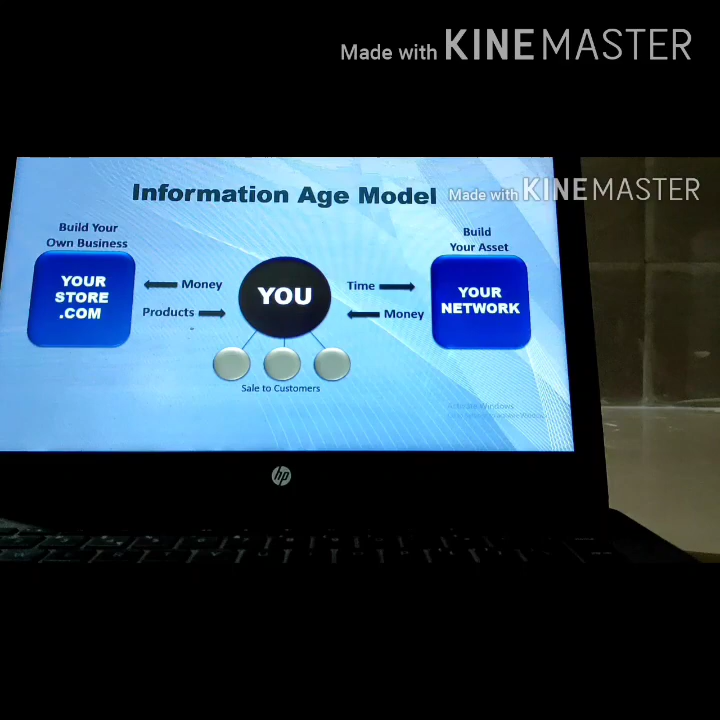 Made with KINEMASTER
Information Age Model
Made with KINEMASTER
Build Your
Own Business
Build
Your Asset
YOUR
STORE
.COM
Money
Products
YOU
Time
Money
YOUR
NETWORK
Sale to Customers
Activate Windows
hp